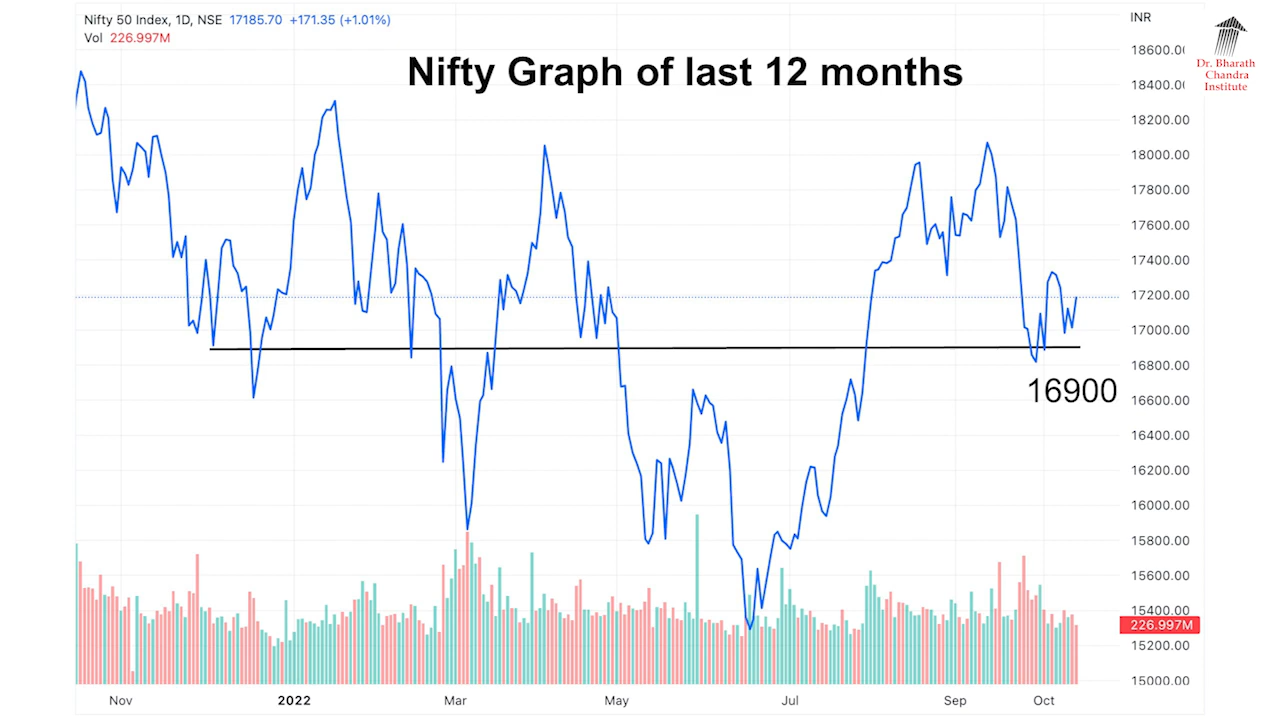 Nifty 50 Index, 1D, NSE 17185.70 +171.35 (+1.01%)
Vol 226.997M
Nifty Graph of last 12 months
INR
Dr. Bharath
Chandra
Institute
18600.0
18400.0
18200.00
18000.00
17800.00
17600.00
17400.00
17200.00
17000.00
16800.00
16900
16600.00
16400.00
16200.00
16000.00
15800.00
15600.00
15400.00
226.997M
15200.00
15000.00
Nov 2022 Mar May Jul Sep Oct